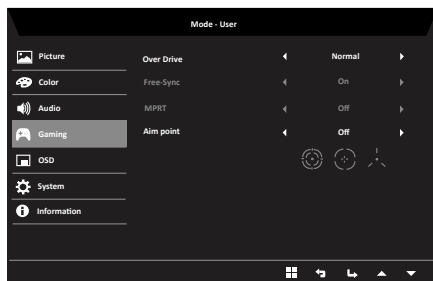 Mode - User
Picture
Over Drive Normal
Color
Free-Sync On
Audio
MPRT Off
Gaming
Aim point Off
OSD
System
Information